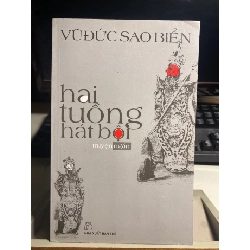 VŨ ĐỨC SAO BIỂN
hai
tuồng
hát bội